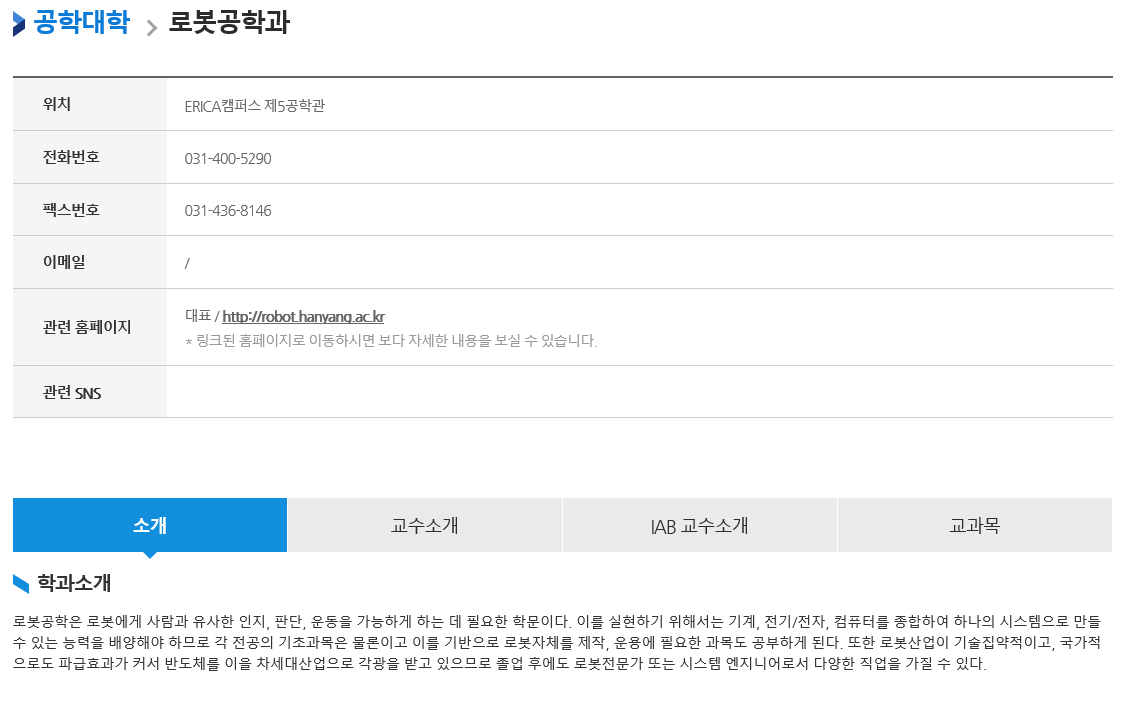 공학대학 > 로봇공학과
위치 ERICA캠퍼스 제5공학관
전화번호 031-400-5290
팩스번호 031-436-8146
이메일 /
관련 홈페이지 대표 / http://robot.hanyang.ac.kr
* 링크된 홈페이지로 이동하시면 보다 자세한 내용을 보실 수 있습니다.
관련 SNS
소개 교수소개 IAB 교수소개 교과목
학과소개
로봇공학은 로봇에게 사람과 유사한 인지, 판단, 운동을 가능하게 하는 데 필요한 학문이다. 이를 실현하기 위해서는 기계, 전기/전자, 컴퓨터를 종합하여 하나의 시스템으로 만들
수 있는 능력을 배양해야 하므로 각 전공의 기초과목은 물론이고 이를 기반으로 로봇자체를 제작, 운용에 필요한 과목도 공부하게 된다. 또한 로봇산업이 기술집약적이고, 국가적
으로도 파급효과가 커서 반도체를 이을 차세대산업으로 각광을 받고 있으므로 졸업 후에도 로봇전문가 또는 시스템 엔지니어로서 다양한 직업을 가질 수 있다.